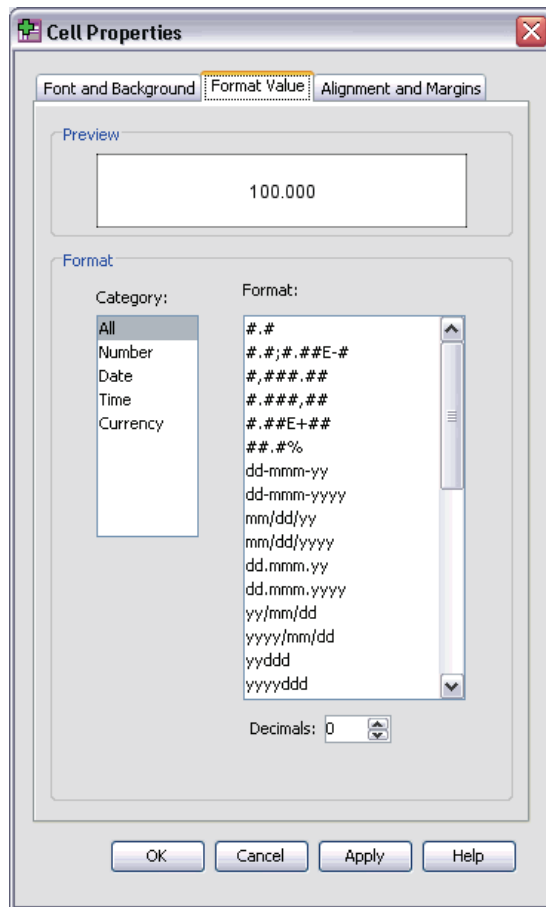 Cell Properties
Font and Background Format Value Alignment and Margins
Preview
100.000
Format
Category:
All
Number
Date
Time
Currency
Format:
#.#
#.#;#.##E-#
#,###.##
#.###,##
#.##E+##
##.#%
dd-mmm-yy
dd-mmm-yyyy
mm/dd/yy
mm/dd/yyyy
dd.mmm.yy
dd.mmm.yyyy
yy/mm/dd
yyyy/mm/dd
yyddd
yyyyddd
Decimals: 0
OK Cancel Apply Help